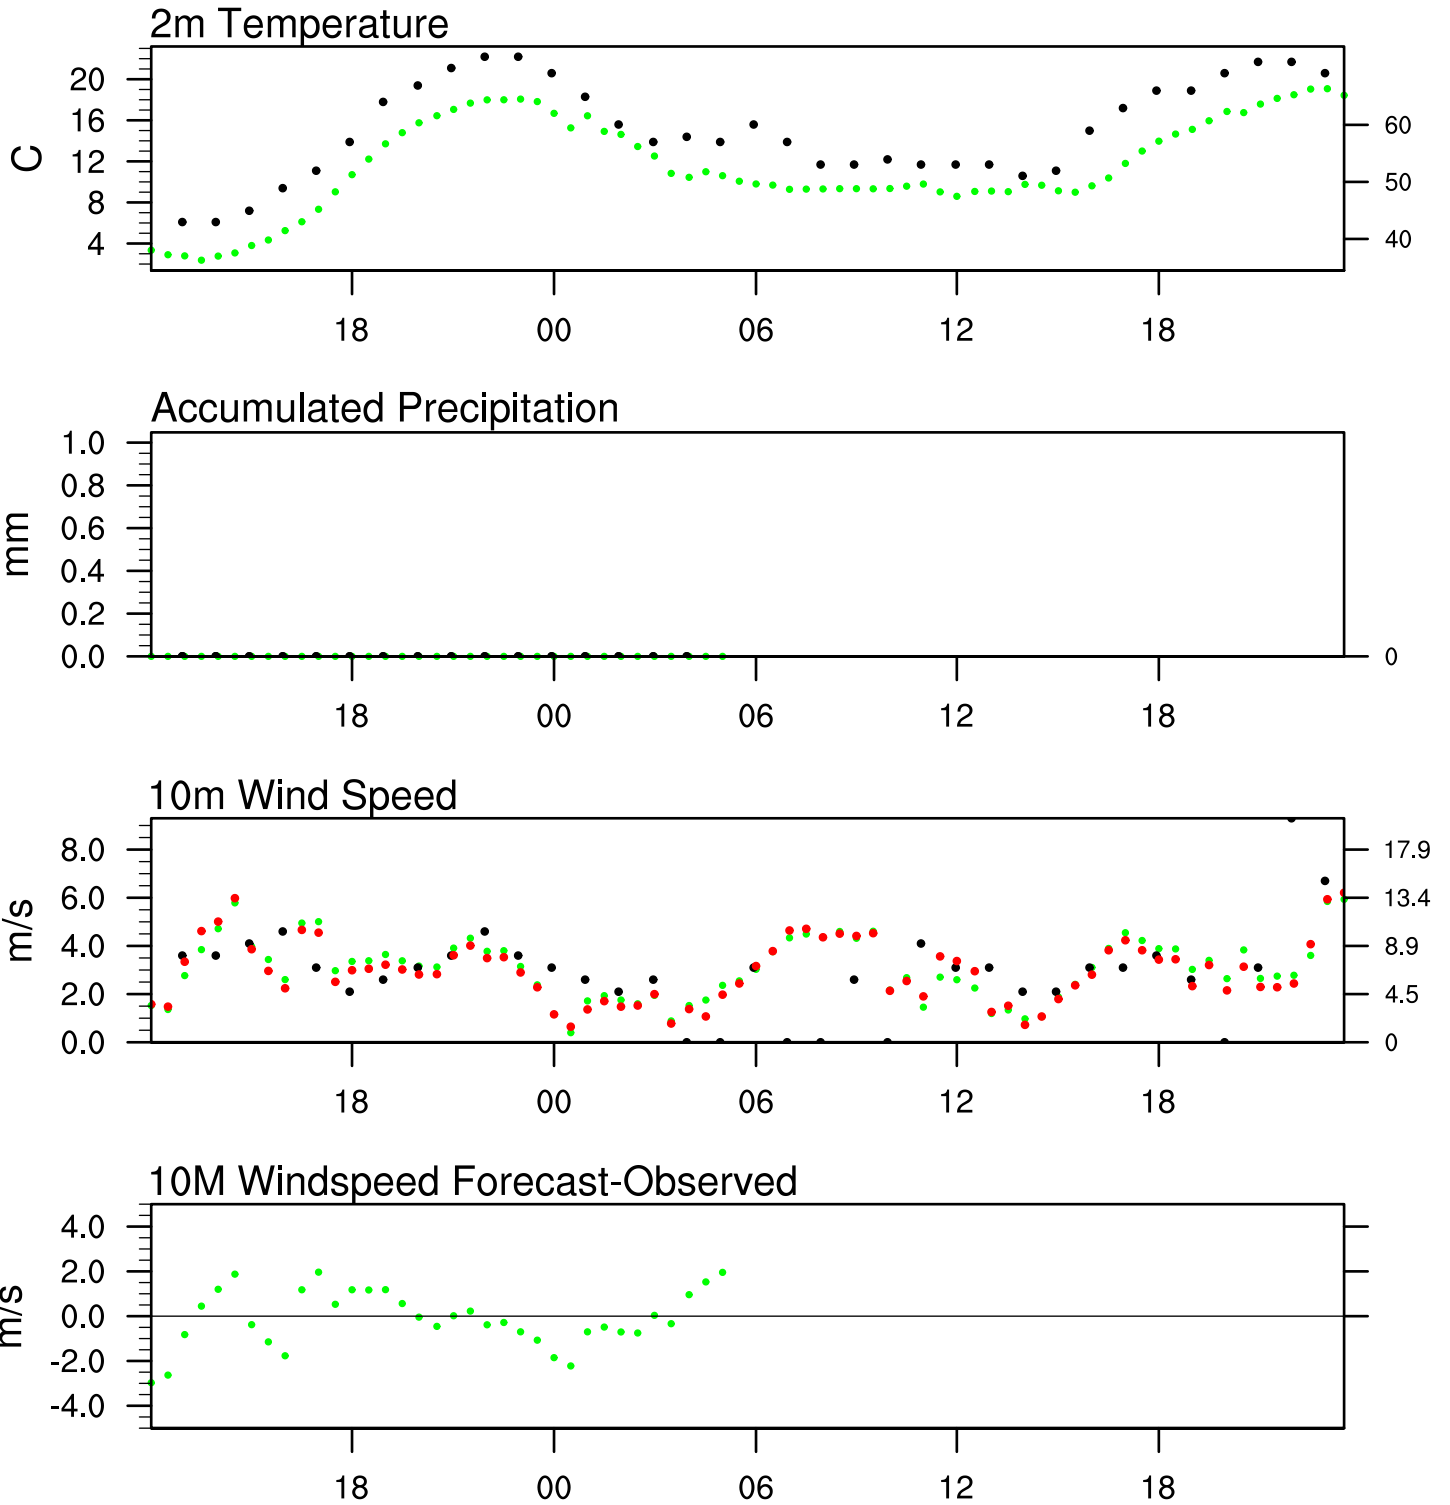 2m Temperature
20
16
12
8
4
C
60
50
40
18 00 06 12 18
Accumulated Precipitation
1.0
0.8
0.6
0.4
0.2
0.0
mm
0
18 00 06 12 18
10m Wind Speed
8.0
6.0
4.0
2.0
0.0
m/s
17.9
13.4
8.9
4.5
0
18 00 06 12 18
10M Windspeed Forecast-Observed
4.0
2.0
0.0
-2.0
-4.0
m/s
18 00 06 12 18